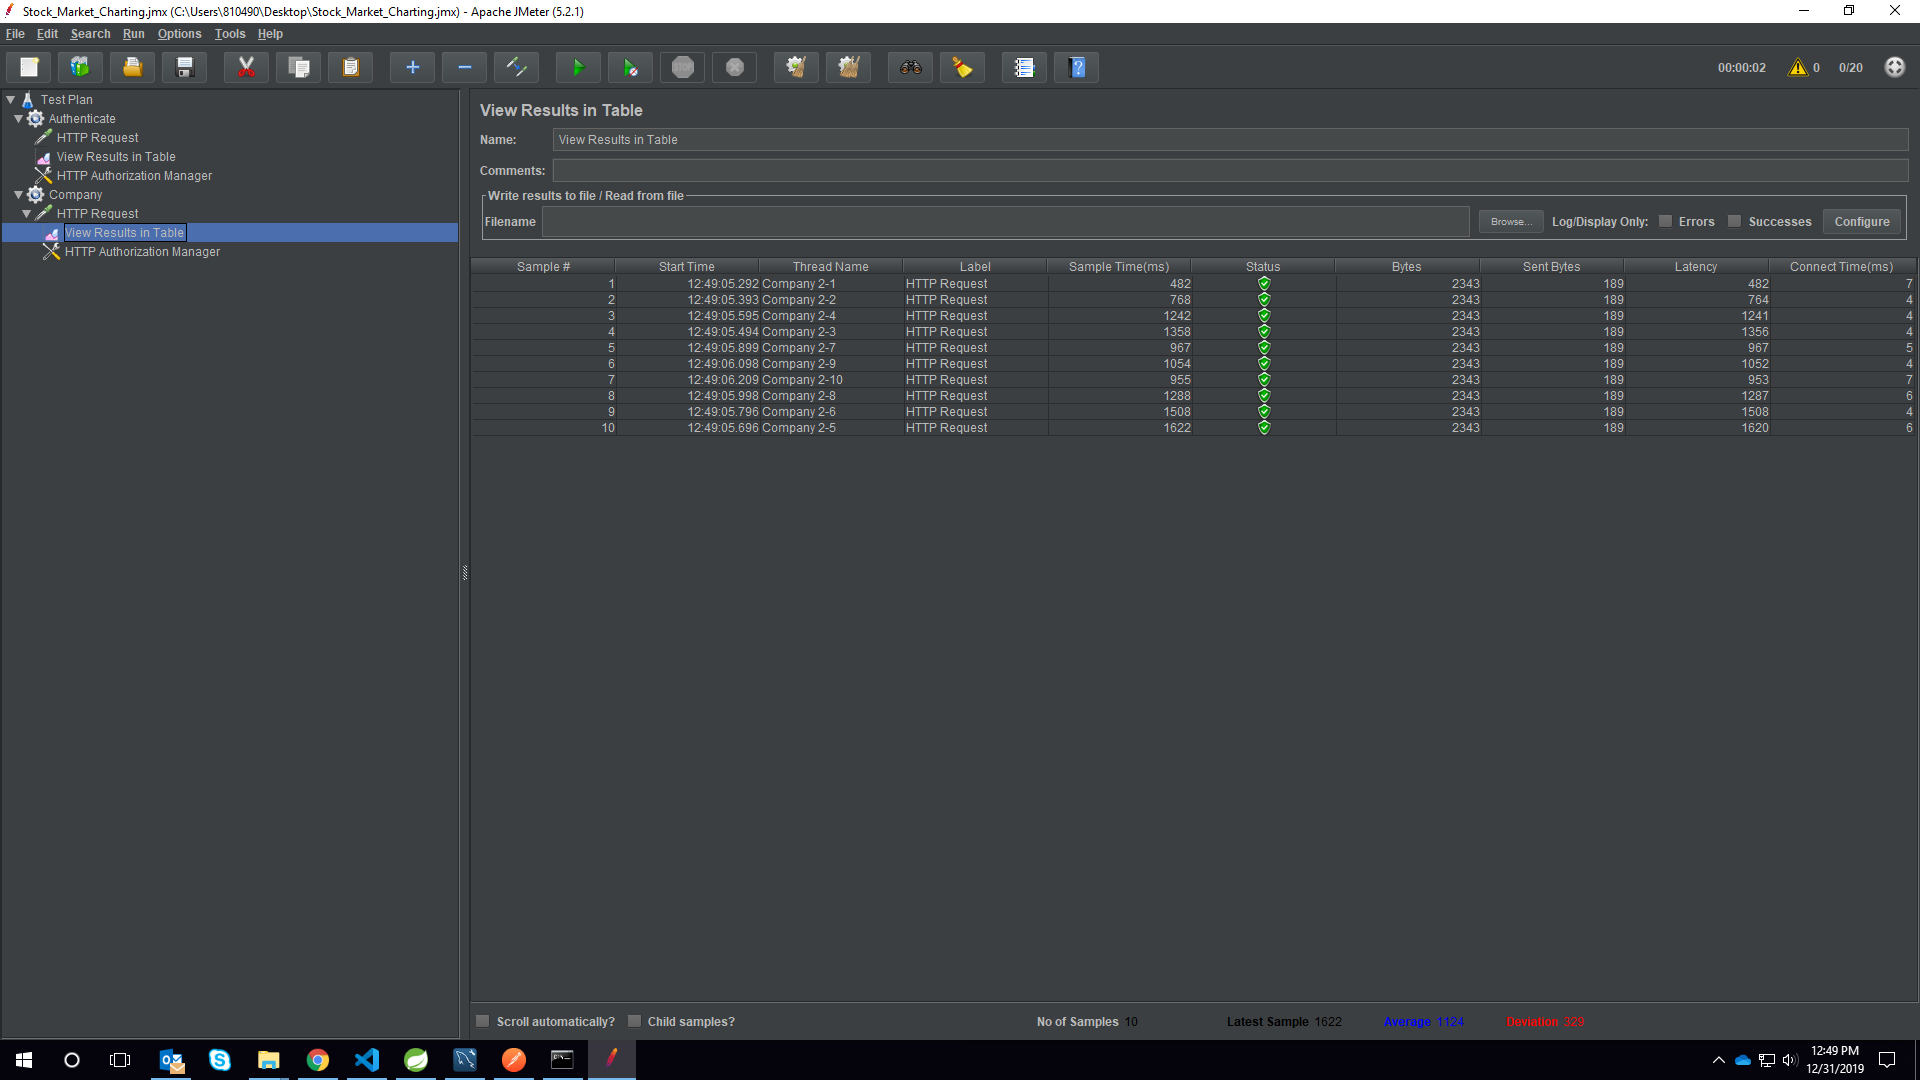 Stock_Market_Charting.jmx (C:\Users\810490\Desktop\Stock_Market_Charting.jmx) - Apache JMeter (5.2.1)
File Edit Search Run Options Tools Help
STOP
00:00:02 0 0/20
Test Plan
Authenticate
HTTP Request
View Results in Table
HTTP Authorization Manager
Company
HTTP Request
View Results in Table
HTTP Authorization Manager
View Results in Table
Name: View Results in Table
Comments:
Write results to file / Read from file
Filename Browse... Log/Display Only: Errors Successes Configure
Sample # Start Time Thread Name Label Sample Time(ms) Status Bytes Sent Bytes Latency Connect Time(ms)
1 12:49:05.292 Company 2-1 HTTP Request 482 2343 189 482 7
2 12:49:05.393 Company 2-2 HTTP Request 768 2343 189 764 4
3 12:49:05.595 Company 2-4 HTTP Request 1242 2343 189 1241 4
4 12:49:05.494 Company 2-3 HTTP Request 1358 2343 189 1356 4
5 12:49:05.899 Company 2-7 HTTP Request 967 2343 189 967 5
6 12:49:06.098 Company 2-9 HTTP Request 1054 2343 189 1052 4
7 12:49:06.209 Company 2-10 HTTP Request 955 2343 189 953 7
8 12:49:05.998 Company 2-8 HTTP Request 1288 2343 189 1287 6
9 12:49:05.796 Company 2-6 HTTP Request 1508 2343 189 1508 4
10 12:49:05.696 Company 2-5 HTTP Request 1622 2343 189 1620 6
Scroll automatically? Child samples? No of Samples 10 Latest Sample 1622 Average 1124 Deviation 329
12:49 PM
12/31/2019